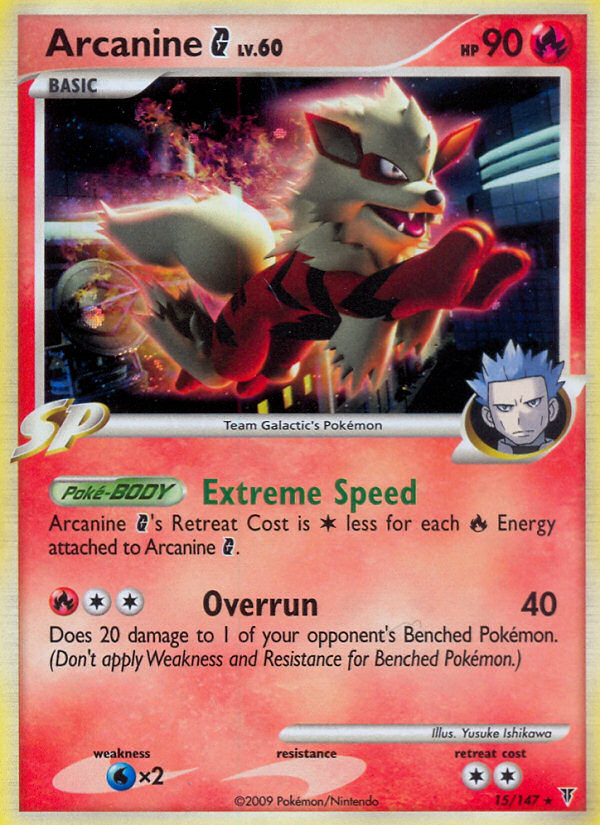 Arcanine G LV.60 HP 90
BASIC
SP
Team Galactic's Pokémon
Poké-BODY Extreme Speed
Arcanine G's Retreat Cost is less for each Energy
attached to Arcanine G.
Overrun 40
Does 20 damage to 1 of your opponent's Benched Pokémon.
(Don't apply Weakness and Resistance for Benched Pokémon.)
Illus. Yusuke Ishikawa
weakness resistance retreat cost
×2
15/147 ★
©2009 Pokémon/Nintendo